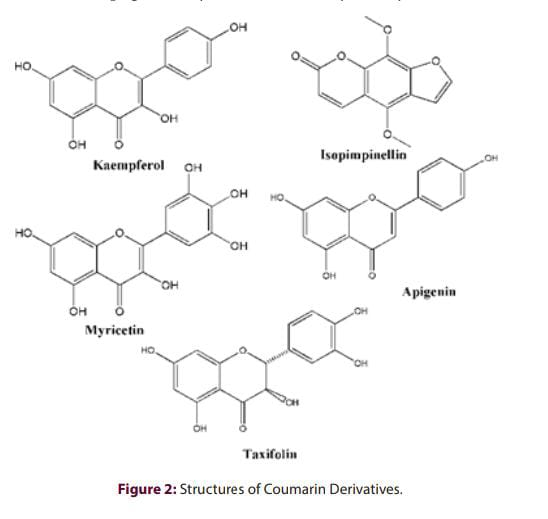 OH
HO
O
O
O
O
OH
O
OH
O
Kaempferol
Isopimpinellin
OH
OH
OH
HO
O
HO
O
OH
OH
OH
O
OH
O
Myricetin
Apigenin
OH
HO
O
OH
OH
OH
O
Taxifolin
Figure 2: Structures of Coumarin Derivatives.